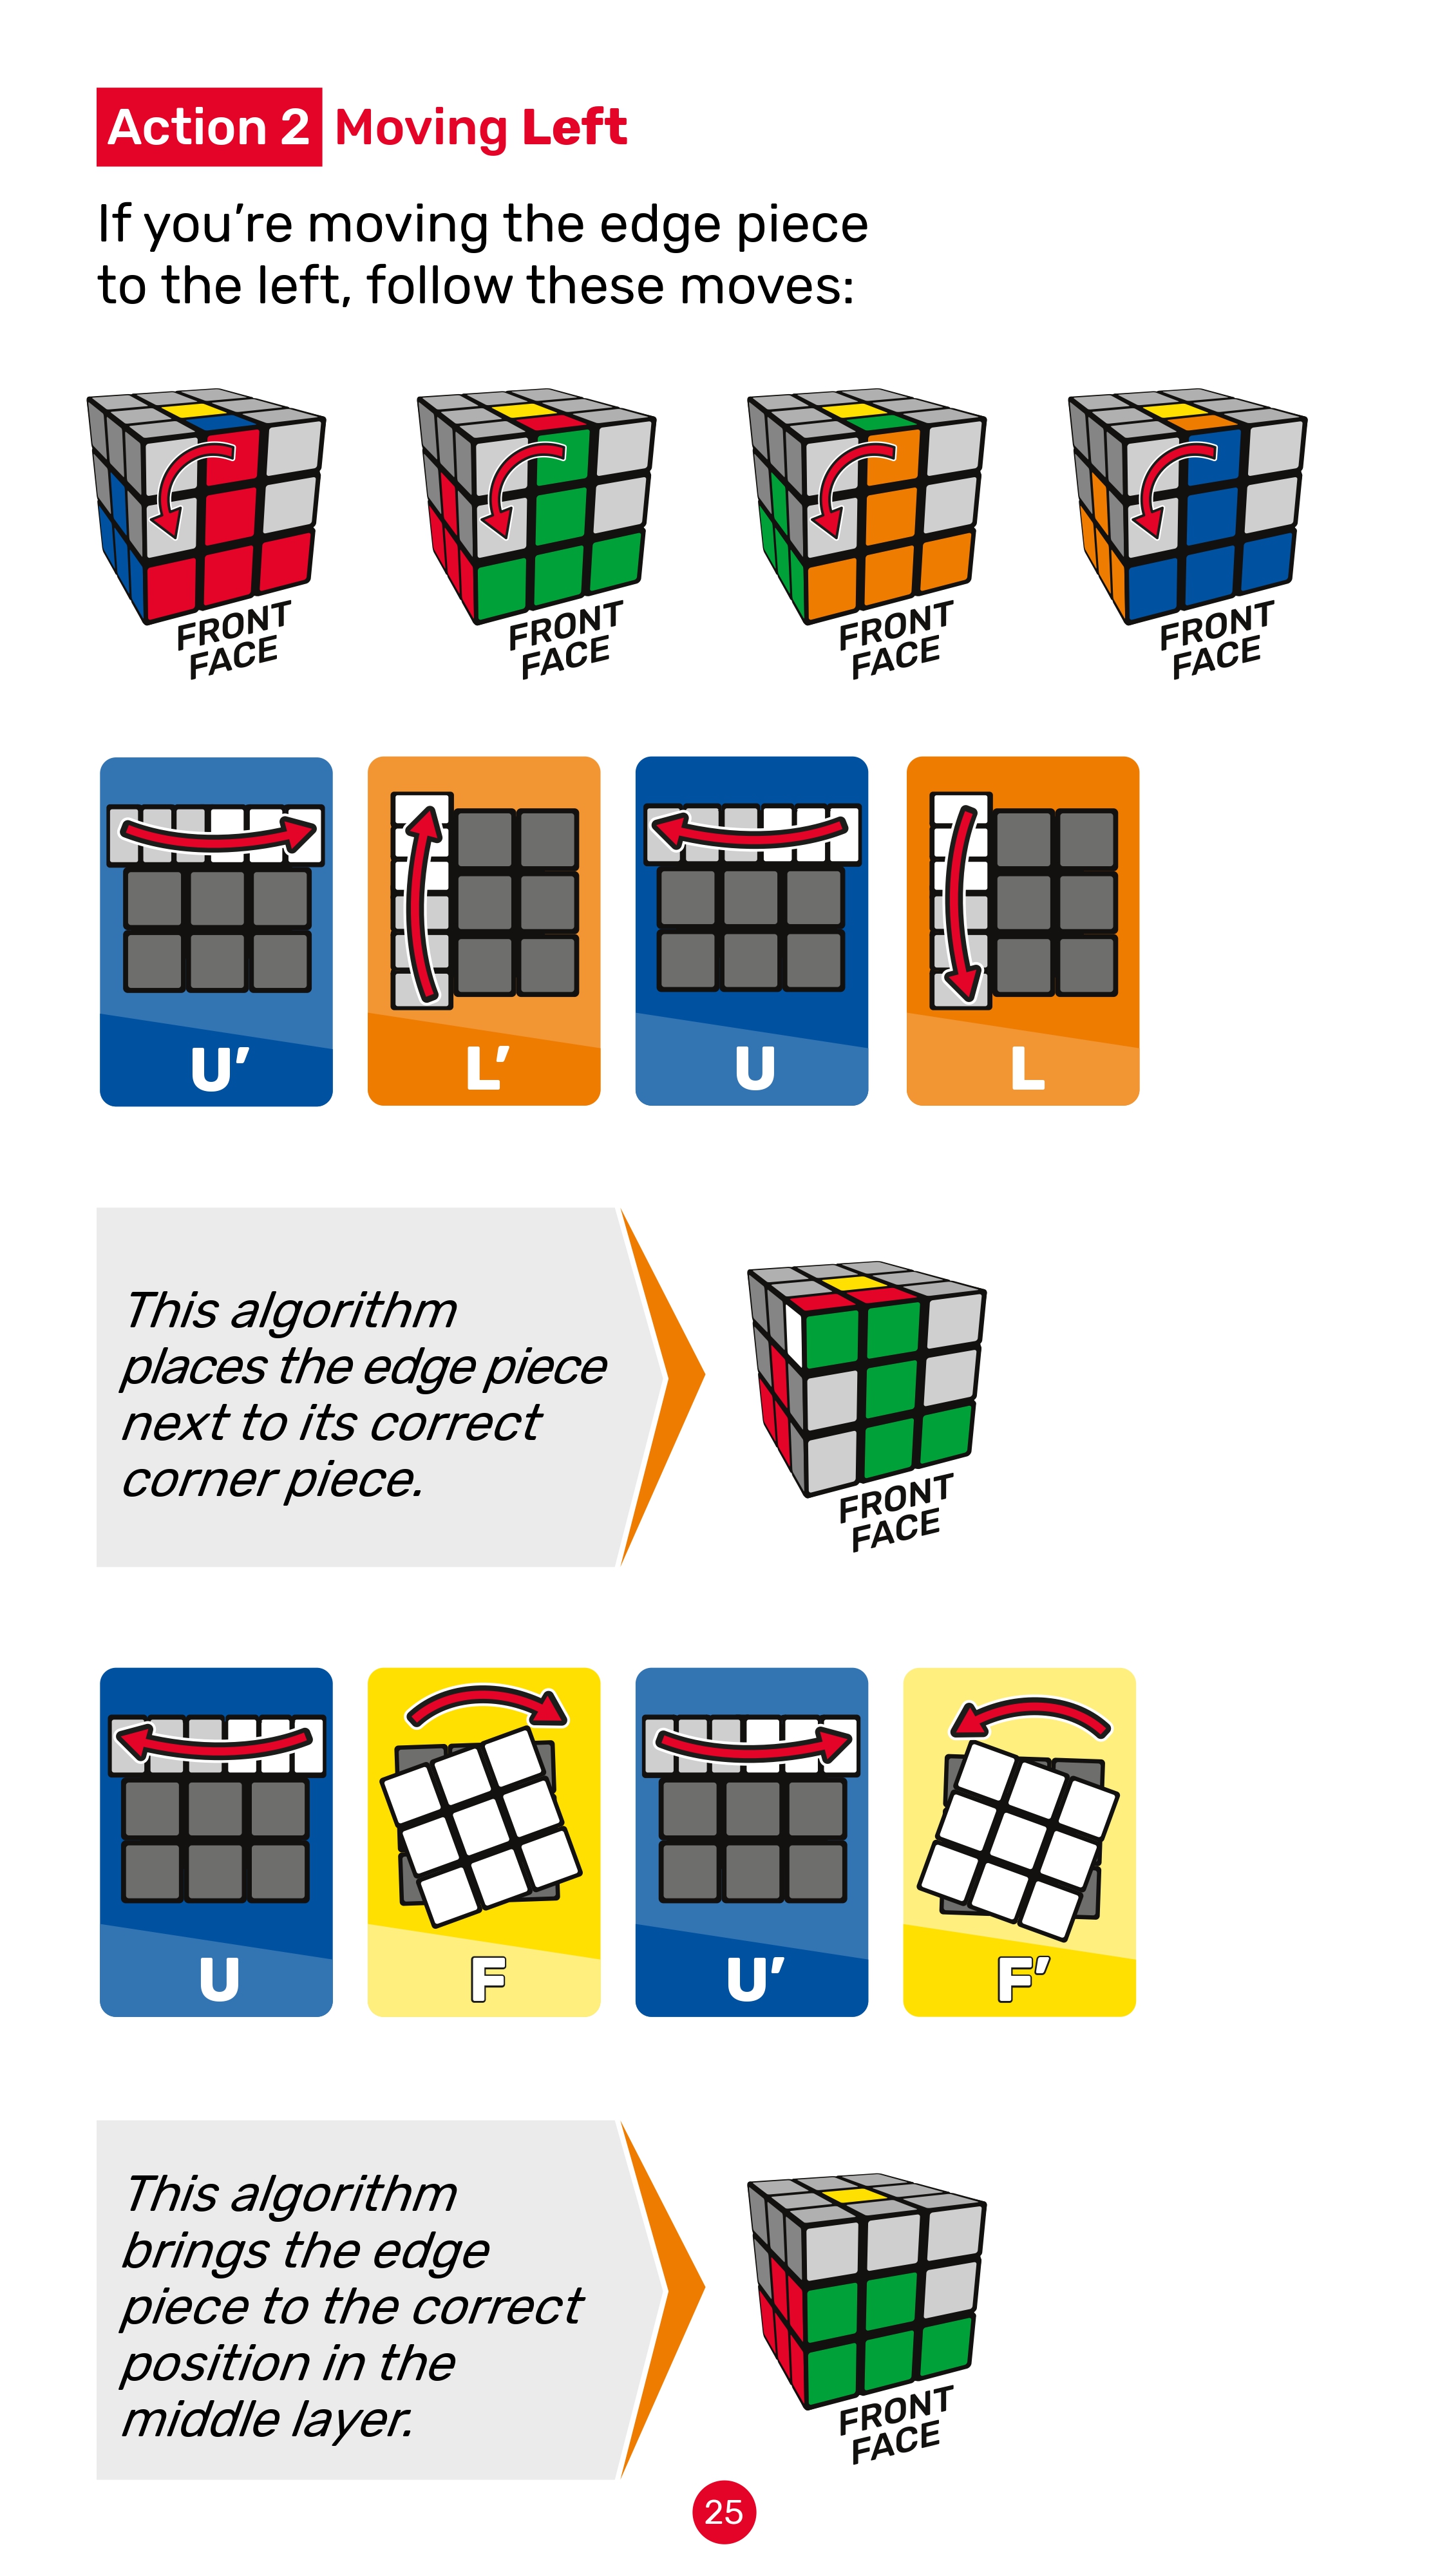 Action 2 Moving Left
If you’re moving the edge piece
to the left, follow these moves:
FRONT
FACE
FRONT
FACE
FRONT
FACE
FRONT
FACE
U’
L’
U
L
This algorithm
places the edge piece
next to its correct
corner piece.
FRONT
FACE
U
F
U’
F’
This algorithm
brings the edge
piece to the correct
position in the
middle layer.
FRONT
FACE
25